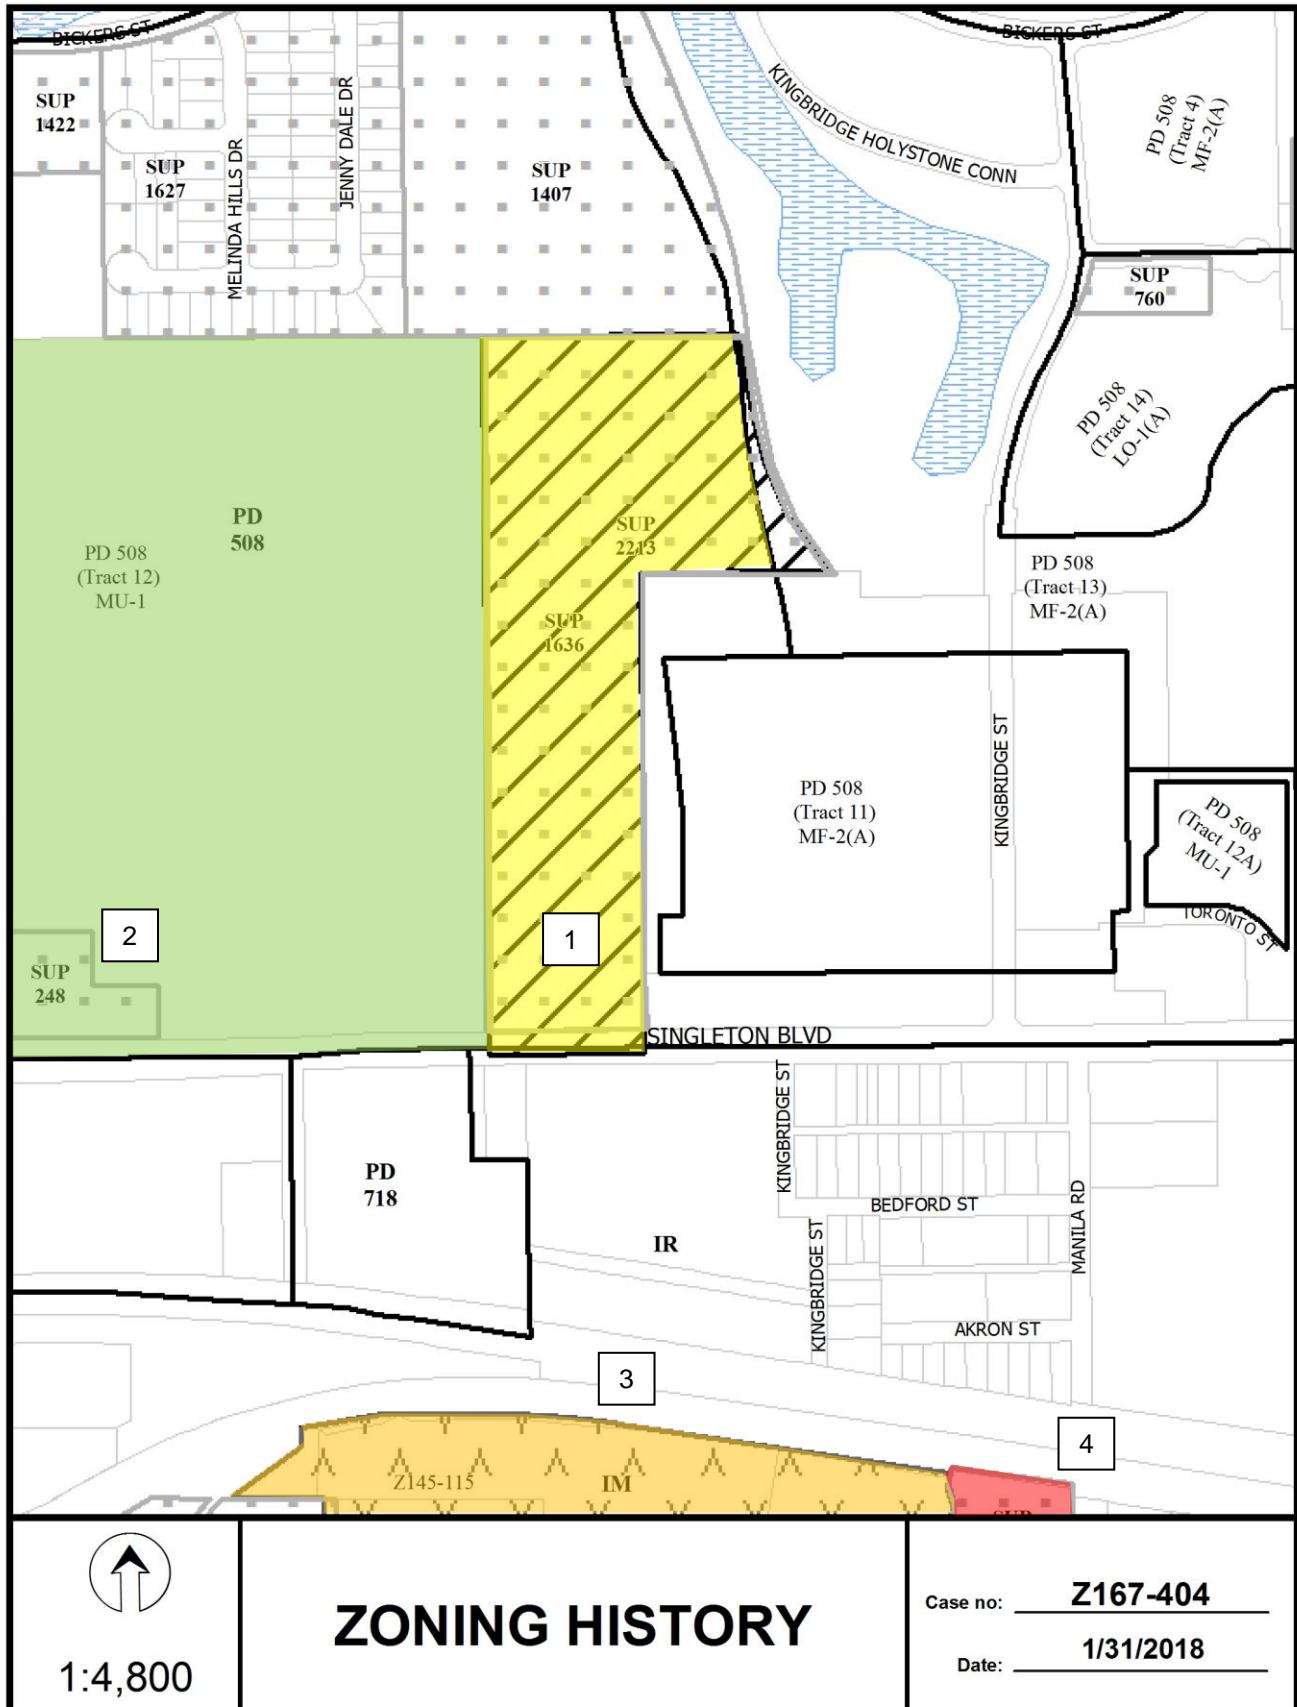 BICKERS ST
BICKERS ST
SUP
1422
SUP
1627
MELINDA HILLS DR
JENNY DALE DR
SUP
1407
KINGBRIDGE HOLYSTONE CONN
PD 508
(Tract 4)
MF-2(A)
SUP
760
PD 508
(Tract 14)
LO-1(A)
PD
508
PD 508
(Tract 12)
MU-1
SUP
2213
SUP
1636
PD 508
(Tract 13)
MF-2(A)
KINGBRIDGE ST
PD 508
(Tract 11)
MF-2(A)
PD 508
(Tract 12A)
MU-1
TORONTO ST
2
1
SUP
248
SINGLETON BLVD
PD
718
IR
KINGBRIDGE ST
BEDFORD ST
MANILA RD
KINGBRIDGE ST
AKRON ST
3
4
Z145-115
IM
SUP
1:4,800
ZONING HISTORY
Case no: Z167-404
Date: 1/31/2018